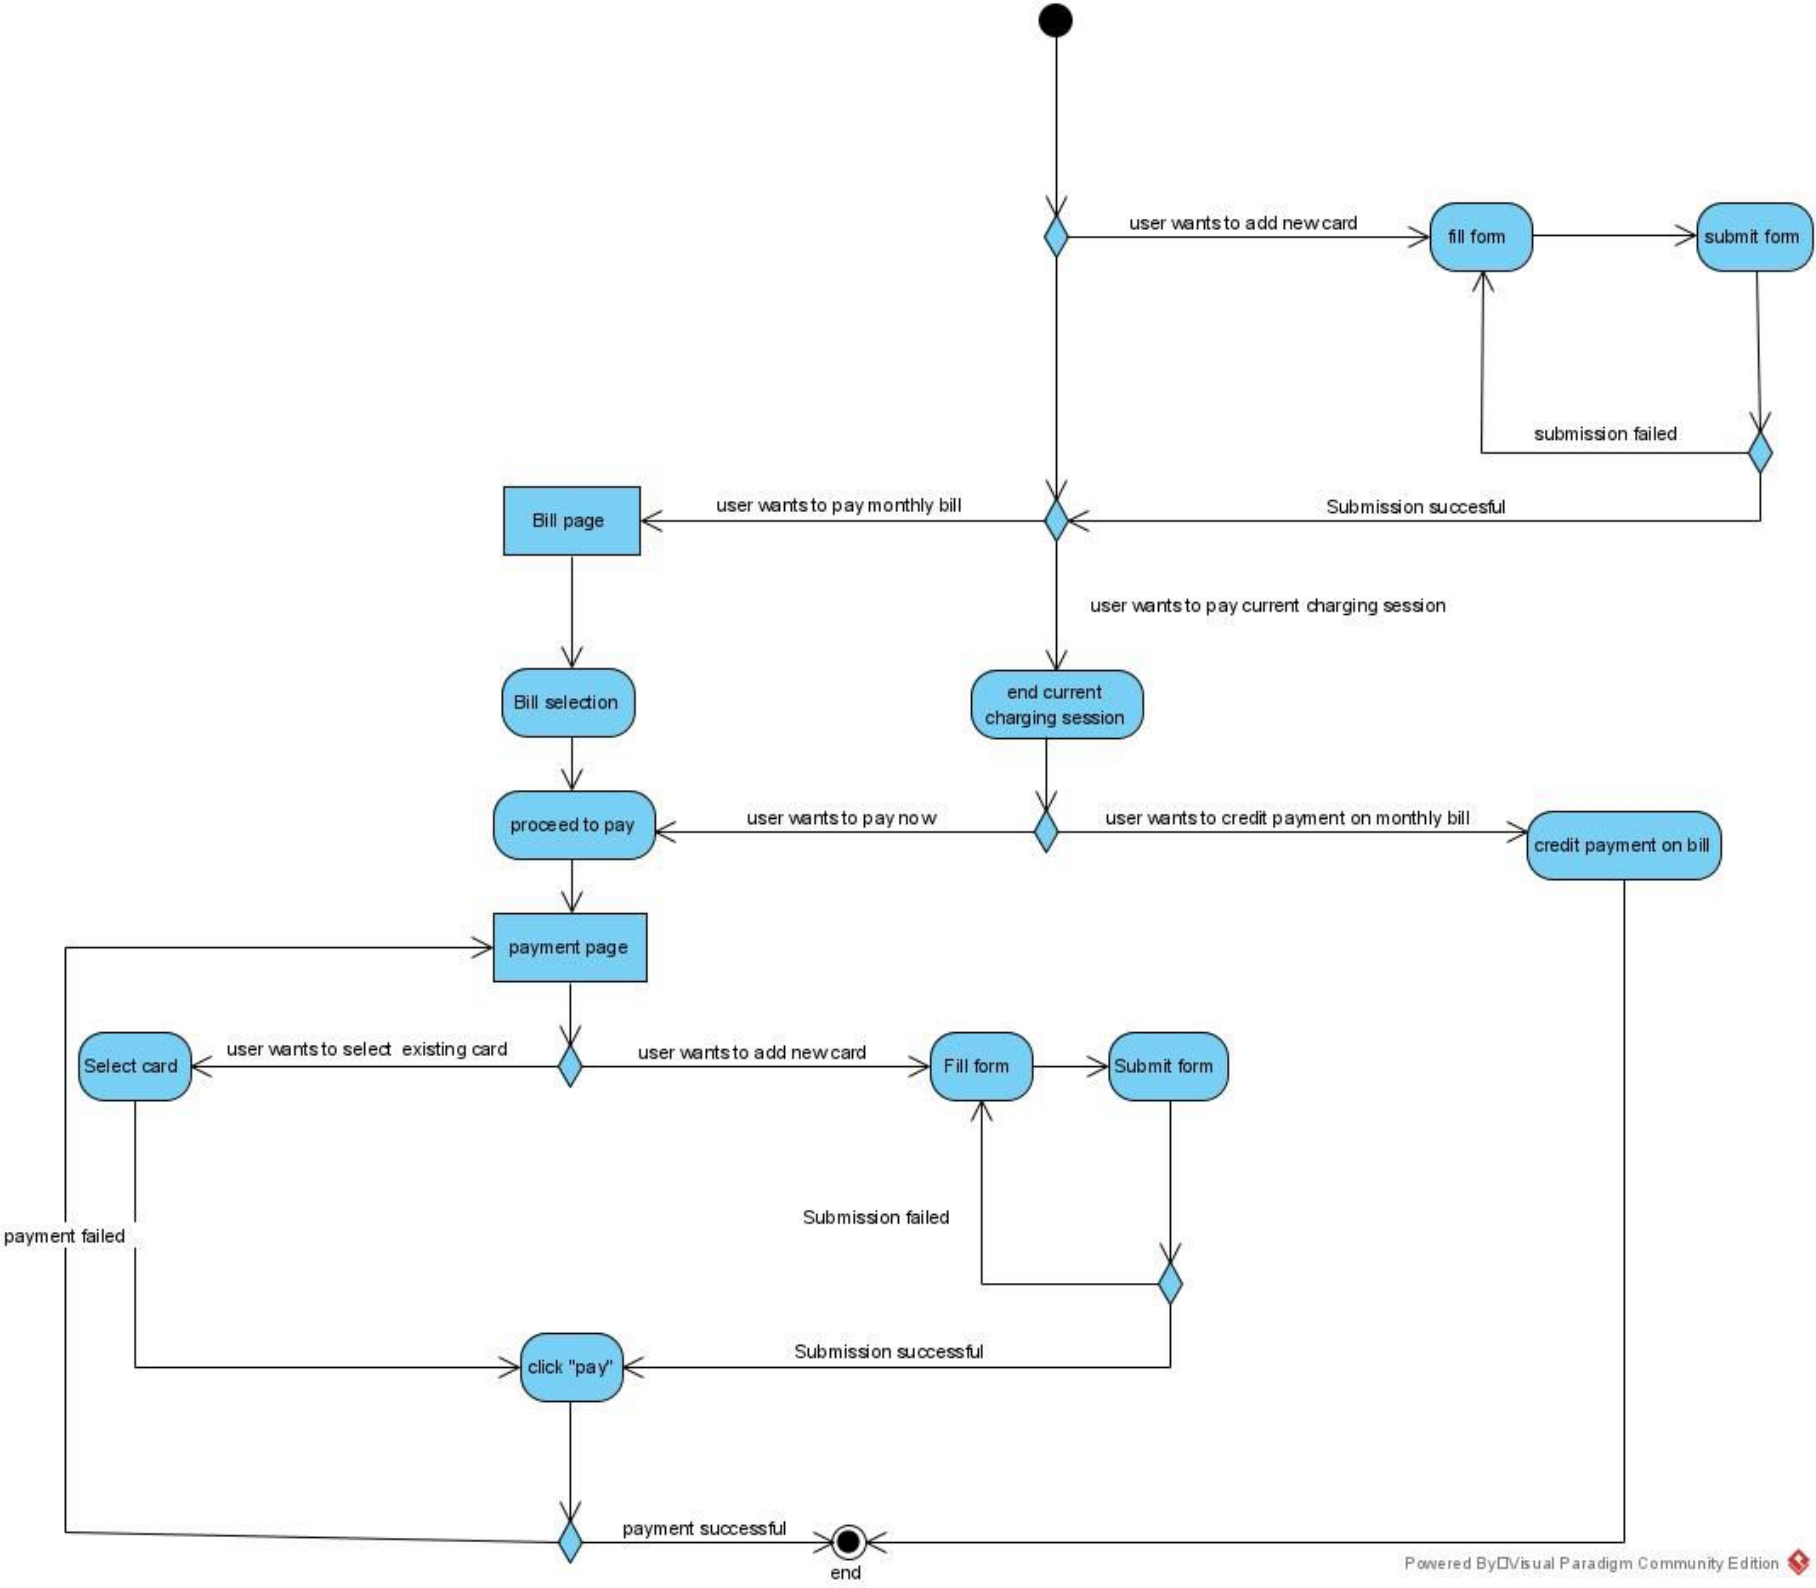 user wants to add new card
fill form
submit form
submission failed
Bill page
user wants to pay monthly bill
Submission succesful
user wants to pay current charging session
Bill selection
end current
charging session
proceed to pay
user wants to pay now
user wants to credit payment on monthly bill
credit payment on bill
payment page
Select card
user wants to select existing card
user wants to add new card
Fill form
Submit form
Submission failed
payment failed
click "pay"
Submission successful
payment successful
end
Powered By□Visual Paradigm Community Edition